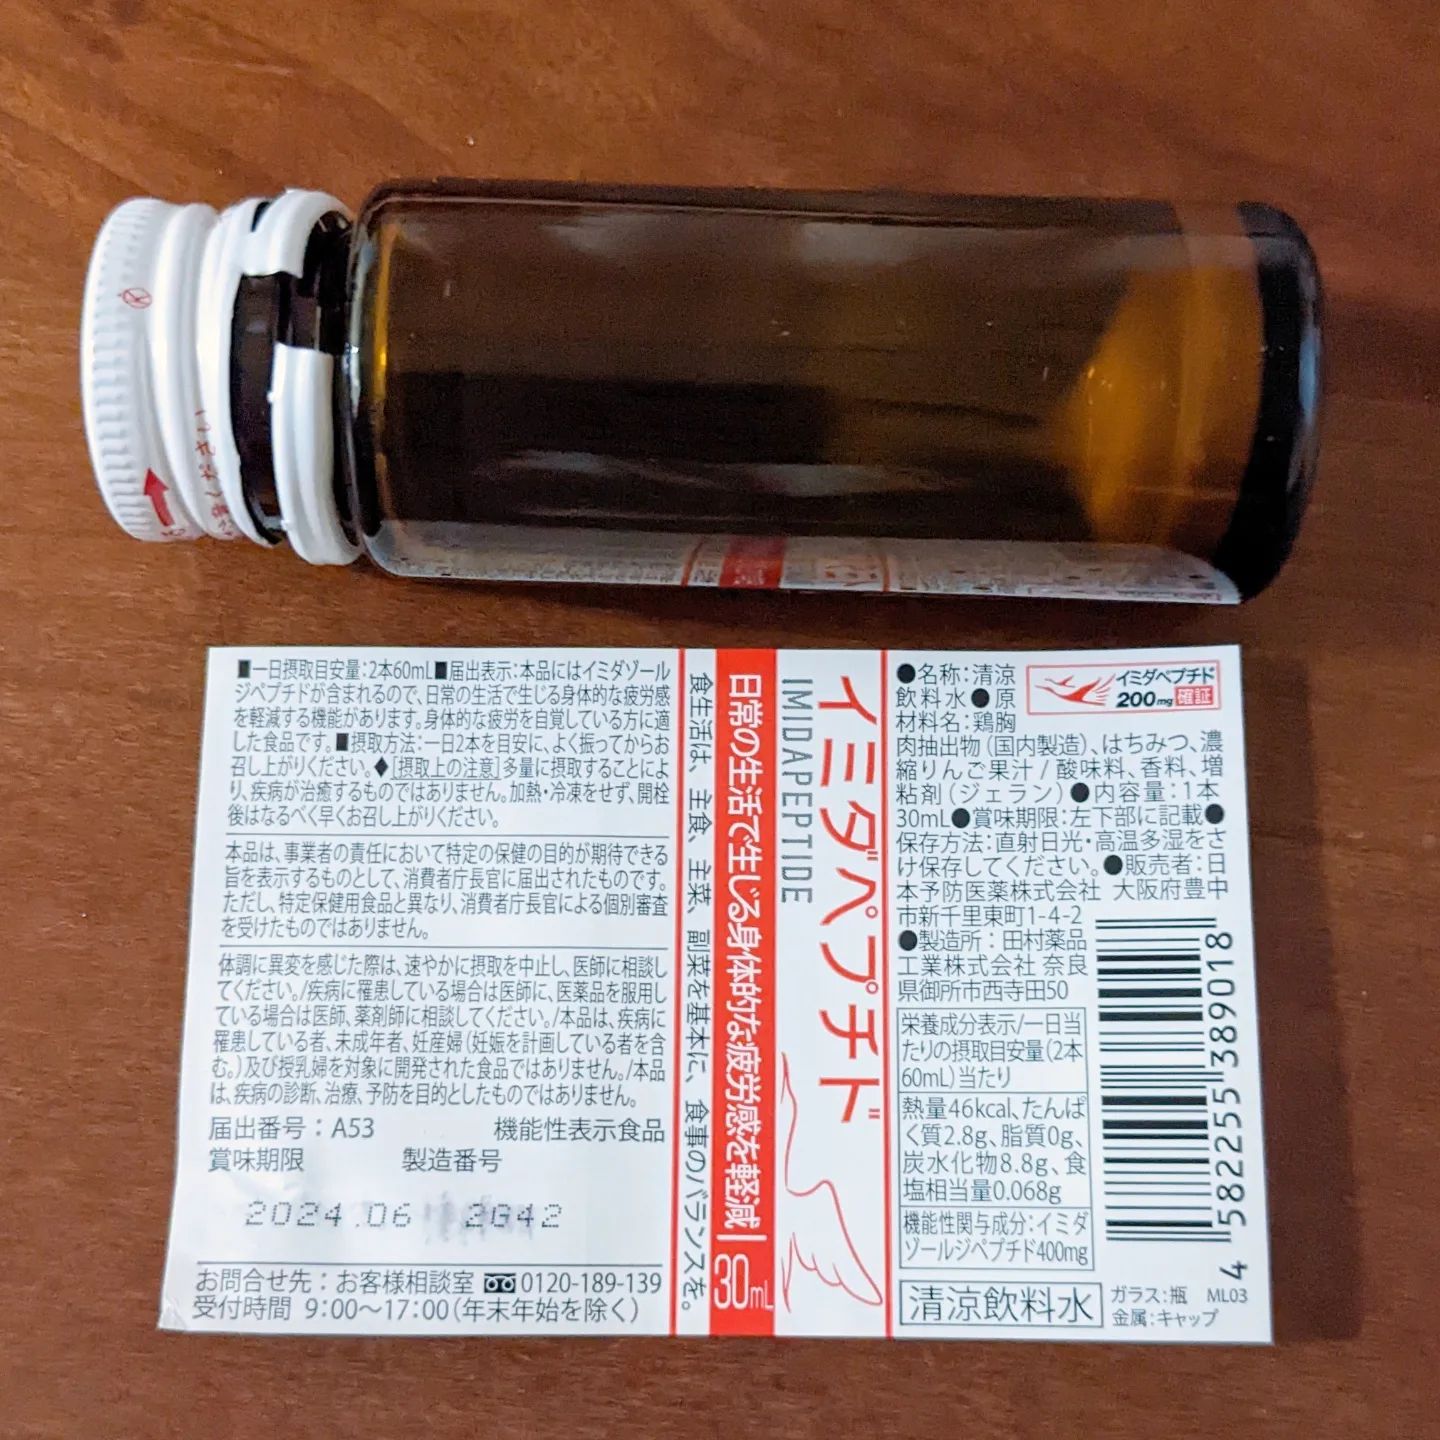 ■一日摂取目安量:2本60mL■届出表示:本品にはイミダゾール
ジペプチドが含まれるので、日常の生活で生じる身体的な疲労感
を軽減する機能があります。身体的な疲労を自覚している方に適
した食品です。■摂取方法:一日2本を目安に、よく振ってからお
召し上がりください。◆[摂取上の注意]多量に摂取することによ
り、疾病が治癒するものではありません。加熱・冷凍をせず、開栓
後はなるべく早くお召し上がりください。
本品は、事業者の責任において特定の保健の目的が期待できる
旨を表示するものとして、消費者庁長官に届出されたものです。
ただし、特定保健用食品と異なり、消費者庁長官による個別審査
を受けたものではありません。
体調に異変を感じた際は、速やかに摂取を中止し、医師に相談し
てください。/疾病に罹患している場合は医師に、医薬品を服用し
ている場合は医師、薬剤師に相談してください。/本品は、疾病に
罹患している者、未成年者、妊産婦(妊娠を計画している者を含
む。)及び授乳婦を対象に開発された食品ではありません。/本品
は、疾病の診断、治療、予防を目的としたものではありません。
届出番号:A53 機能性表示食品
賞味期限 製造番号
2024.06 2G42
お問合せ先:お客様相談室 0120-189-139
受付時間 9:00〜17:00(年末年始を除く)
食生活は、主食、主菜、副菜を基本に、食事のバランスを。
日常の生活で生じる身体的な疲労感を軽減
30mL
IMIDAPEPTIDE
イミダペプチド
イミダペプチド
200mg 確証
●名称:清涼
飲料水●原
材料名:鶏胸
肉抽出物(国内製造)、はちみつ、濃
縮りんご果汁/酸味料、香料、増
粘剤(ジェラン)●内容量:1本
30mL●賞味期限:左下部に記載●
保存方法:直射日光・高温多湿をさ
け保存してください。●販売者:日
本予防医薬株式会社 大阪府豊中
市新千里東町1-4-2
●製造所:田村薬品
工業株式会社 奈良
県御所市西寺田50
栄養成分表示/一日当
たりの摂取目安量(2本
60mL)当たり
熱量46kcal、たんぱ
く質2.8g、脂質0g、
炭水化物8.8g、食
塩相当量0.068g
機能性関与成分:イミダ
ゾールジペプチド400mg
清涼飲料水
4 582255 389018
ガラス:瓶 ML03
金属:キャップ